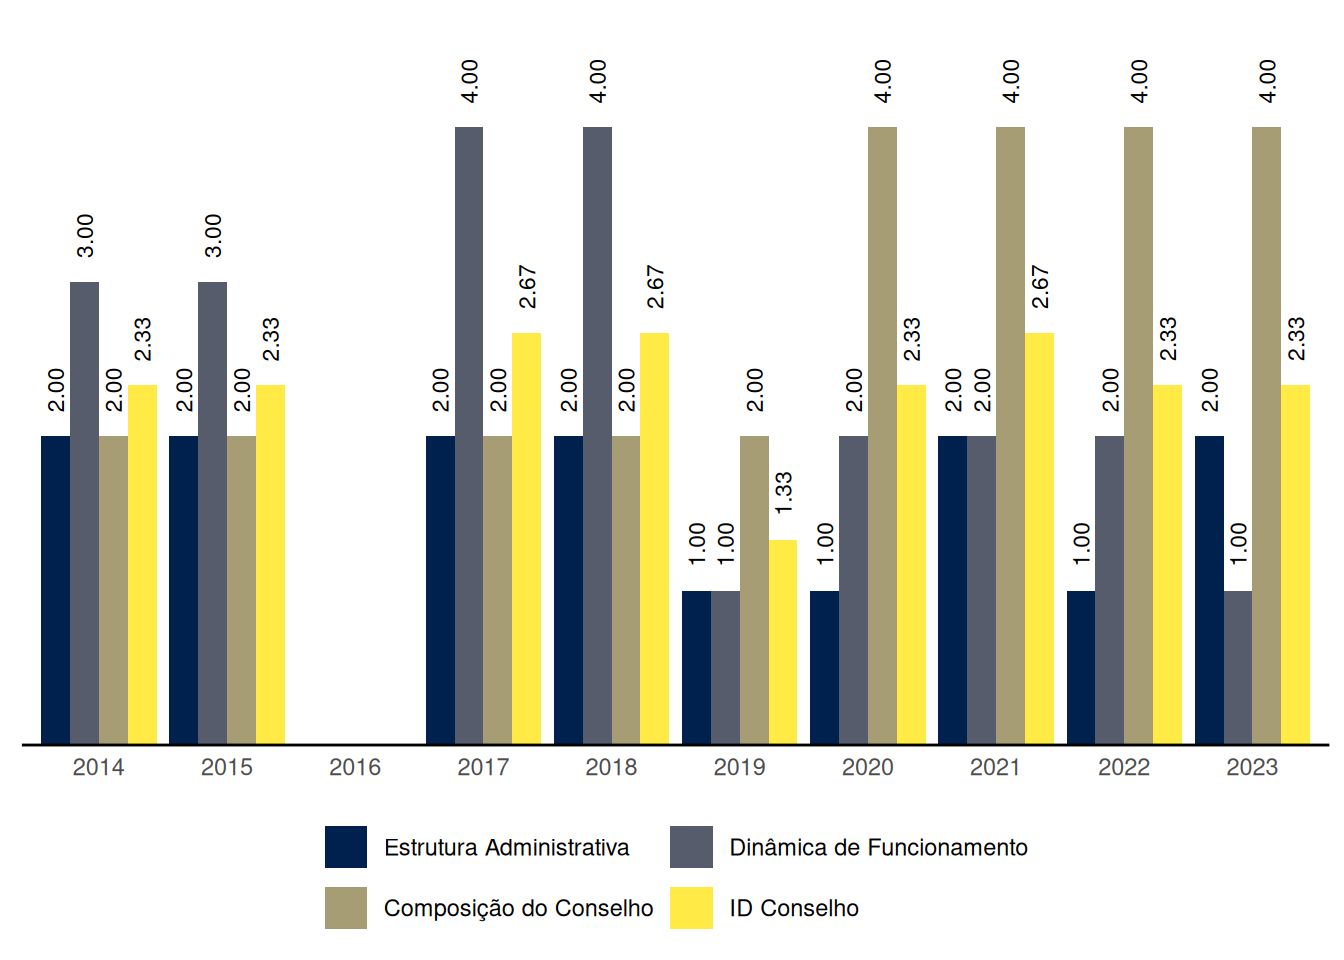 4.00 4.00 4.00 4.00 4.00 4.00
3.00 3.00
2.67 2.67 2.67
2.33 2.33 2.33 2.33 2.33
2.00 2.00 2.00 2.00 2.00 2.00 2.00 2.00 2.00 2.00 2.00 2.00 2.00 2.00
1.33
1.00 1.00 1.00 1.00 1.00
2014 2015 2016 2017 2018 2019 2020 2021 2022 2023
Estrutura Administrativa Dinâmica de Funcionamento
Composição do Conselho ID Conselho